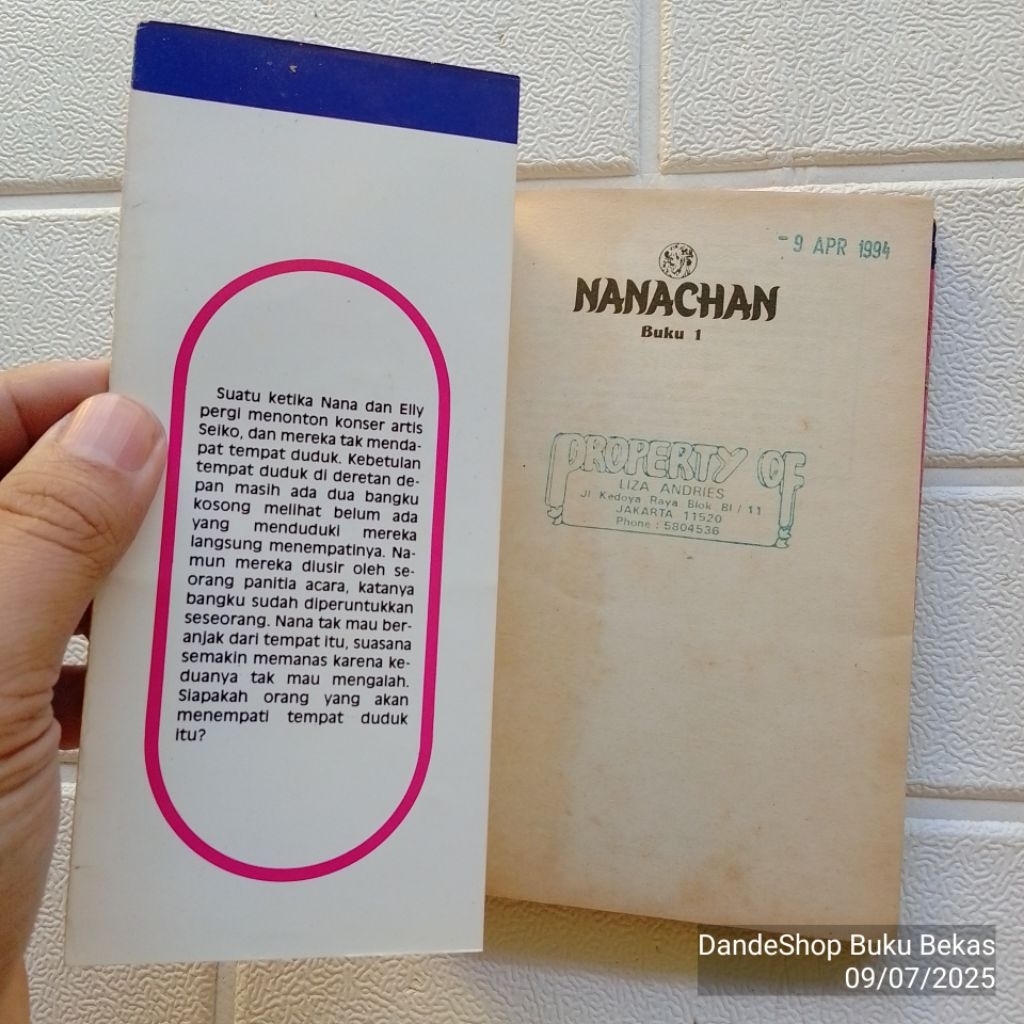 Suatu ketika Nana dan Elly
pergi menonton konser artis
Seiko, dan mereka tak menda-
pat tempat duduk. Kebetulan
tempat duduk di deretan de-
pan masih ada dua bangku
kosong melihat belum ada
yang menduduki mereka
langsung menempatinya. Na-
mun mereka diusir oleh se-
orang panitia acara, katanya
bangku sudah diperuntukkan
seseorang. Nana tak mau ber-
anjak dari tempat itu, suasana
semakin memanas karena ke-
duanya tak mau mengalah.
Siapakah orang yang akan
menempati tempat duduk
itu?
- 9 APR 1994
NANACHAN
Buku 1
PROPERTY OF
LIZA ANDRIES
Jl Kedoya Raya Blok BI / 11
JAKARTA 11520
Phone : 5804536
DandeShop Buku Bekas
09/07/2025